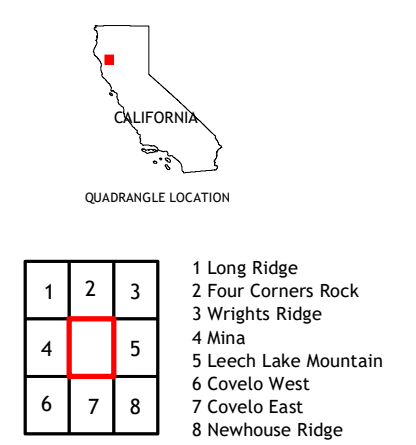 CALIFORNIA
QUADRANGLE LOCATION
1 2 3
4 5
6 7 8
1 Long Ridge
2 Four Corners Rock
3 Wrights Ridge
4 Mina
5 Leech Lake Mountain
6 Covelo West
7 Covelo East
8 Newhouse Ridge